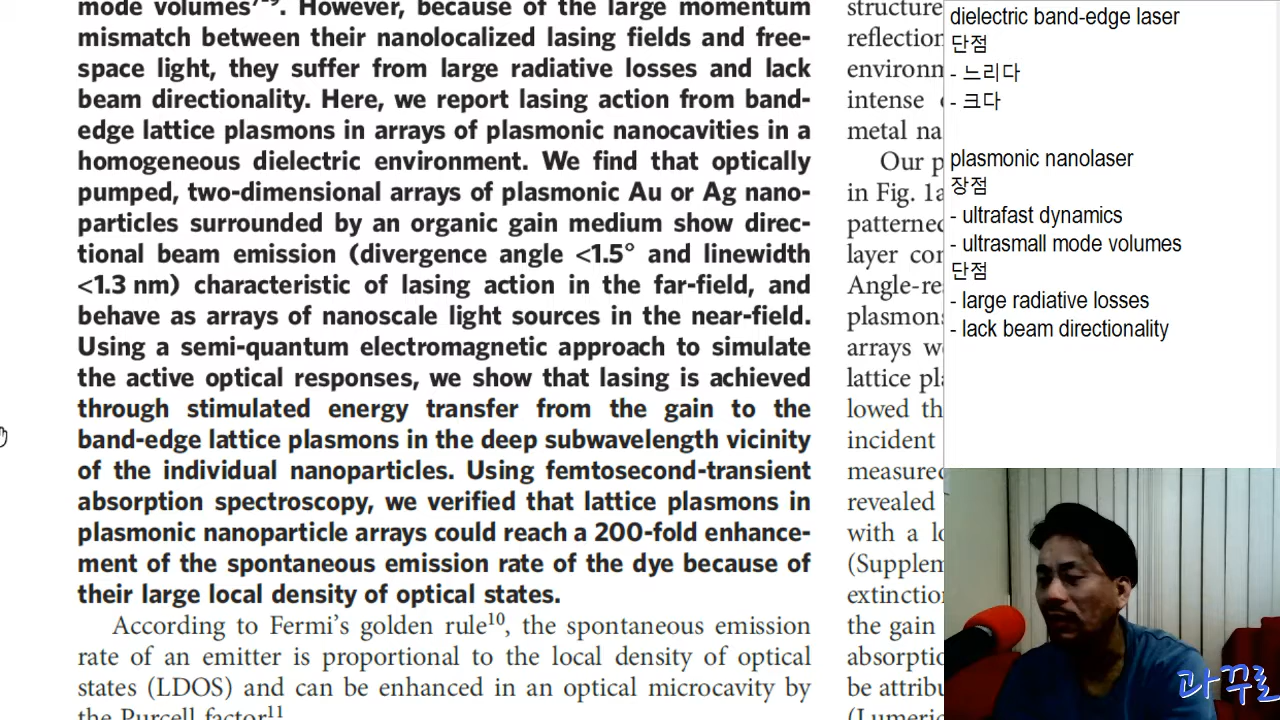 mode volumes7–9. However, because of the large momentum
mismatch between their nanolocalized lasing fields and free-
space light, they suffer from large radiative losses and lack
beam directionality. Here, we report lasing action from band-
edge lattice plasmons in arrays of plasmonic nanocavities in a
homogeneous dielectric environment. We find that optically
pumped, two-dimensional arrays of plasmonic Au or Ag nano-
particles surrounded by an organic gain medium show direc-
tional beam emission (divergence angle <1.5° and linewidth
<1.3 nm) characteristic of lasing action in the far-field, and
behave as arrays of nanoscale light sources in the near-field.
Using a semi-quantum electromagnetic approach to simulate
the active optical responses, we show that lasing is achieved
through stimulated energy transfer from the gain to the
band-edge lattice plasmons in the deep subwavelength vicinity
of the individual nanoparticles. Using femtosecond-transient
absorption spectroscopy, we verified that lattice plasmons in
plasmonic nanoparticle arrays could reach a 200-fold enhance-
ment of the spontaneous emission rate of the dye because of
their large local density of optical states.
According to Fermi's golden rule10, the spontaneous emission
rate of an emitter is proportional to the local density of optical
states (LDOS) and can be enhanced in an optical microcavity by
the Purcell factor11
structure
reflection
environm
intense
metal na
Our p
in Fig. 1a
patterned
layer con
Angle-re
plasmons
arrays w
lattice pl
lowed th
incident
measured
revealed
with a lo
(Supplem
extinction
the gain
absorptio
be attribu
(Lumeric
dielectric band-edge laser
단점
- 느리다
- 크다
plasmonic nanolaser
장점
- ultrafast dynamics
- ultrasmall mode volumes
단점
- large radiative losses
- lack beam directionality
과꾸로